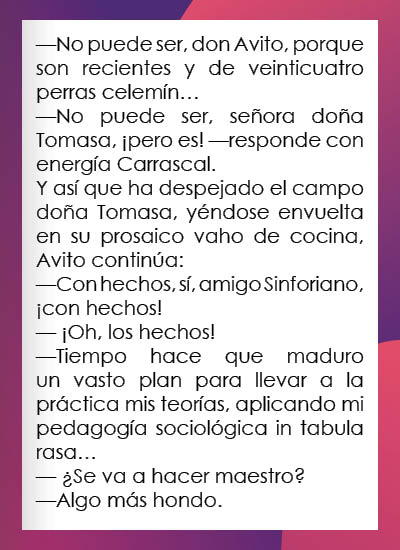 —No puede ser, don Avito, porque
son recientes y de veinticuatro
perras celemín...
—No puede ser, señora doña
Tomasa, ¡pero es! —responde con
energía Carrascal.
Y así que ha despejado el campo
doña Tomasa, yéndose envuelta
en su prosaico vaho de cocina,
Avito continúa:
—Con hechos, sí, amigo Sinforiano,
¡con hechos!
— ¡Oh, los hechos!
—Tiempo hace que maduro
un vasto plan para llevar a la
práctica mis teorías, aplicando mi
pedagogía sociológica in tabula
rasa...
— ¿Se va a hacer maestro?
—Algo más hondo.